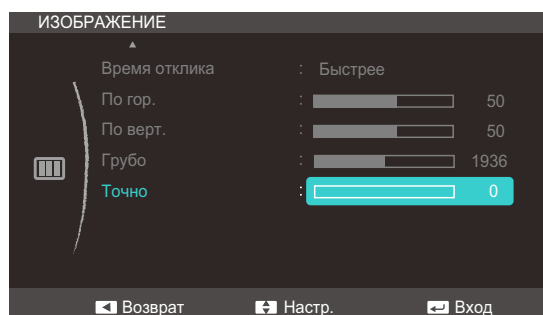 ИЗОБРАЖЕНИЕ
Время отклика : Быстрее
По гор. : 50
По верт. : 50
Грубо : 1936
Точно : 0
Возврат Настр. Вход